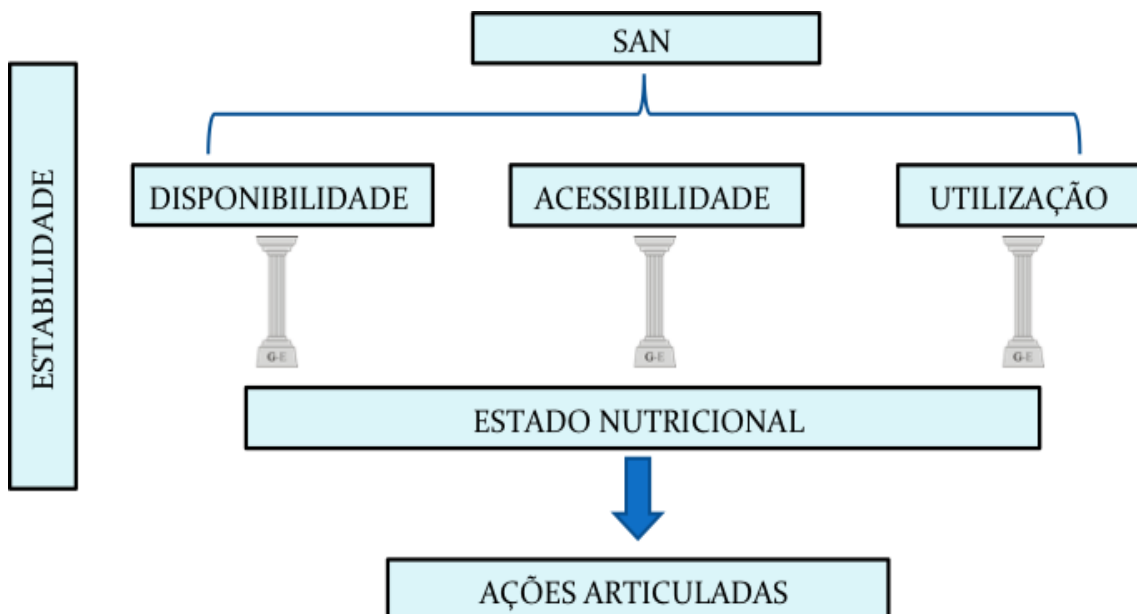 SAN
ESTABILIDADE
DISPONIBILIDADE
ACESSIBILIDADE
UTILIZAÇÃO
G-E
G-E
G-E
ESTADO NUTRICIONAL
AÇÕES ARTICULADAS